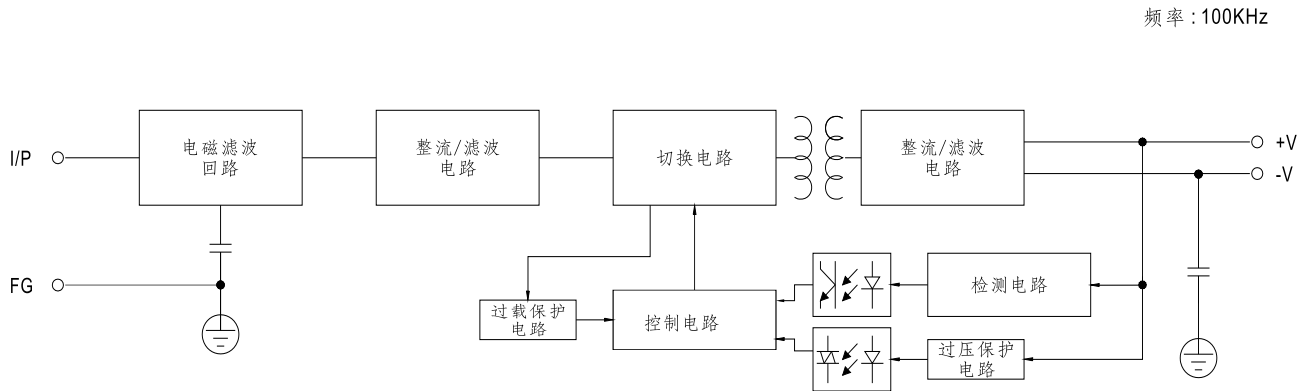 频率:100KHz
I/P
电磁滤波
回路
整流/滤波
电路
切换电路
整流/滤波
电路
+V
-V
FG
过载保护
电路
控制电路
检测电路
过压保护
电路